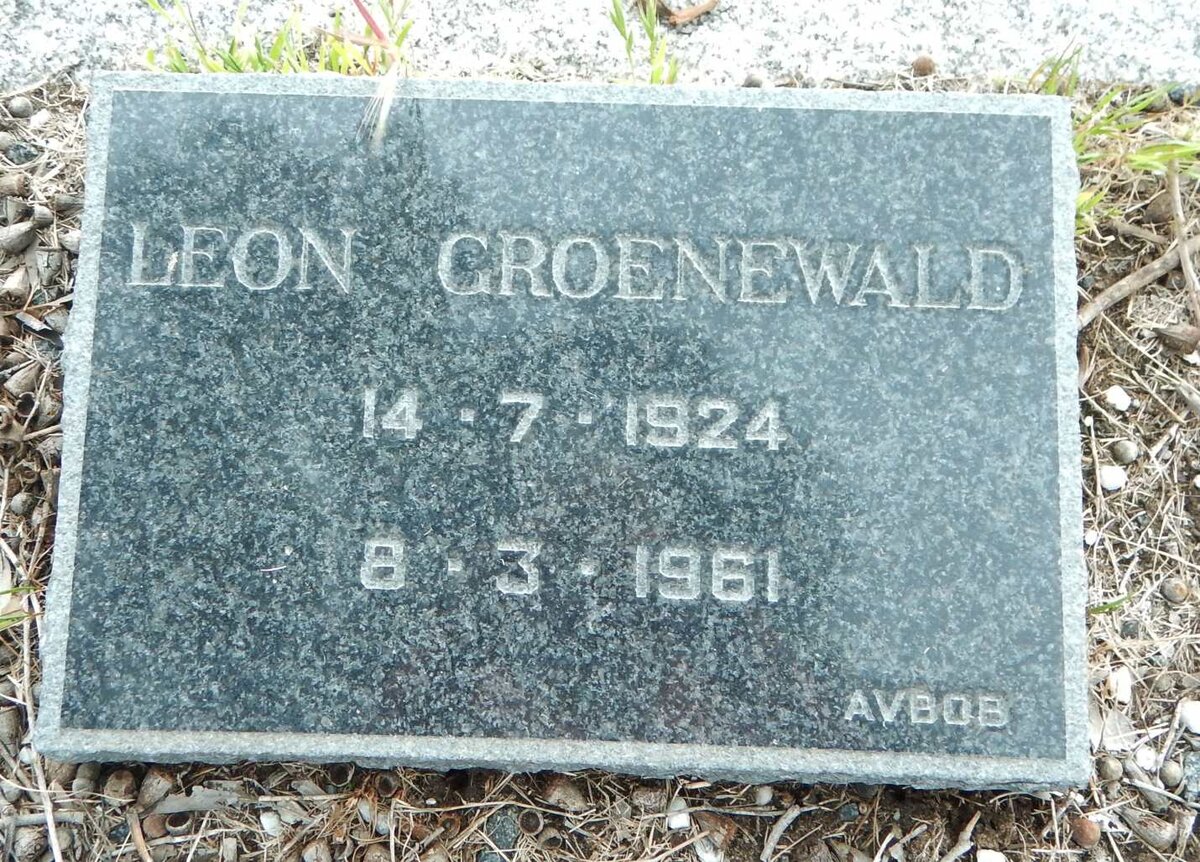 LEON GROENEWALD
14 · 7 · 1924
8 · 3 · 1961
AVBOB